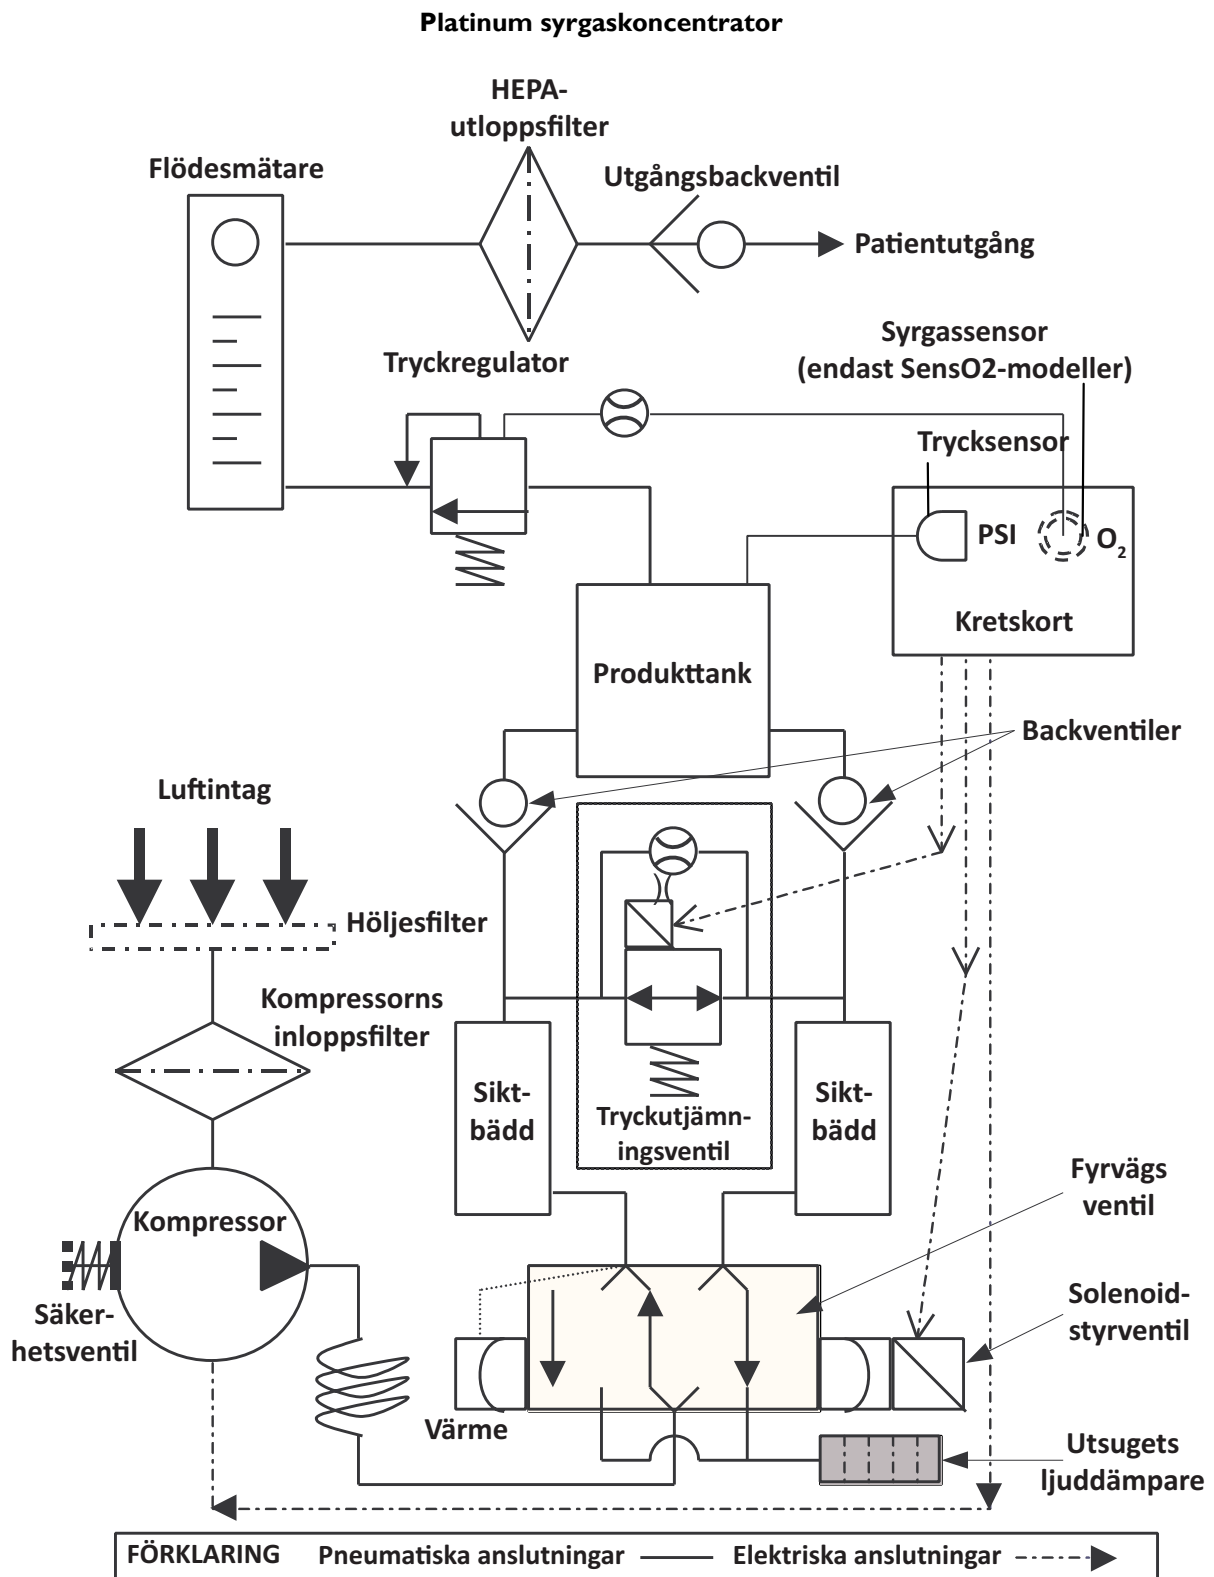 Platinum syrgaskoncentrator
HEPA-
utloppsfilter
Flödesmätare
Utgångsbackventil
Patientutgång
Syrgassensor
(endast SensO2-modeller)
Tryckregulator
Trycksensor
PSI
O2
Kretskort
Produkttank
Backventiler
Luftintag
Höljesfilter
Kompressorns
inloppsfilter
Sikt-
bädd
Tryckutjämn-
ingsventil
Sikt-
bädd
Fyrvägs
ventil
Kompressor
Säker-
hetsventil
Solenoid-
styrventil
Värme
Utsugets
ljuddämpare
FÖRKLARING Pneumatiska anslutningar Elektriska anslutningar